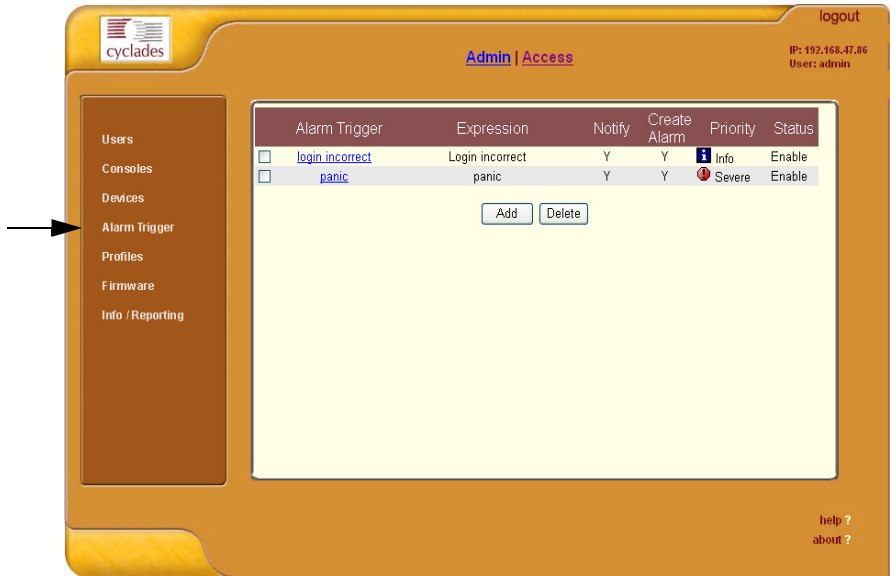 logout
cyclades
Admin | Access
IP: 192.168.47.86
User: admin
Users
Consoles
Devices
Alarm Trigger
Profiles
Firmware
Info / Reporting
Alarm Trigger Expression Notify Create Alarm Priority Status
login incorrect Login incorrect Y Y i Info Enable
panic panic Y Y ! Severe Enable
Add Delete
help ?
about ?